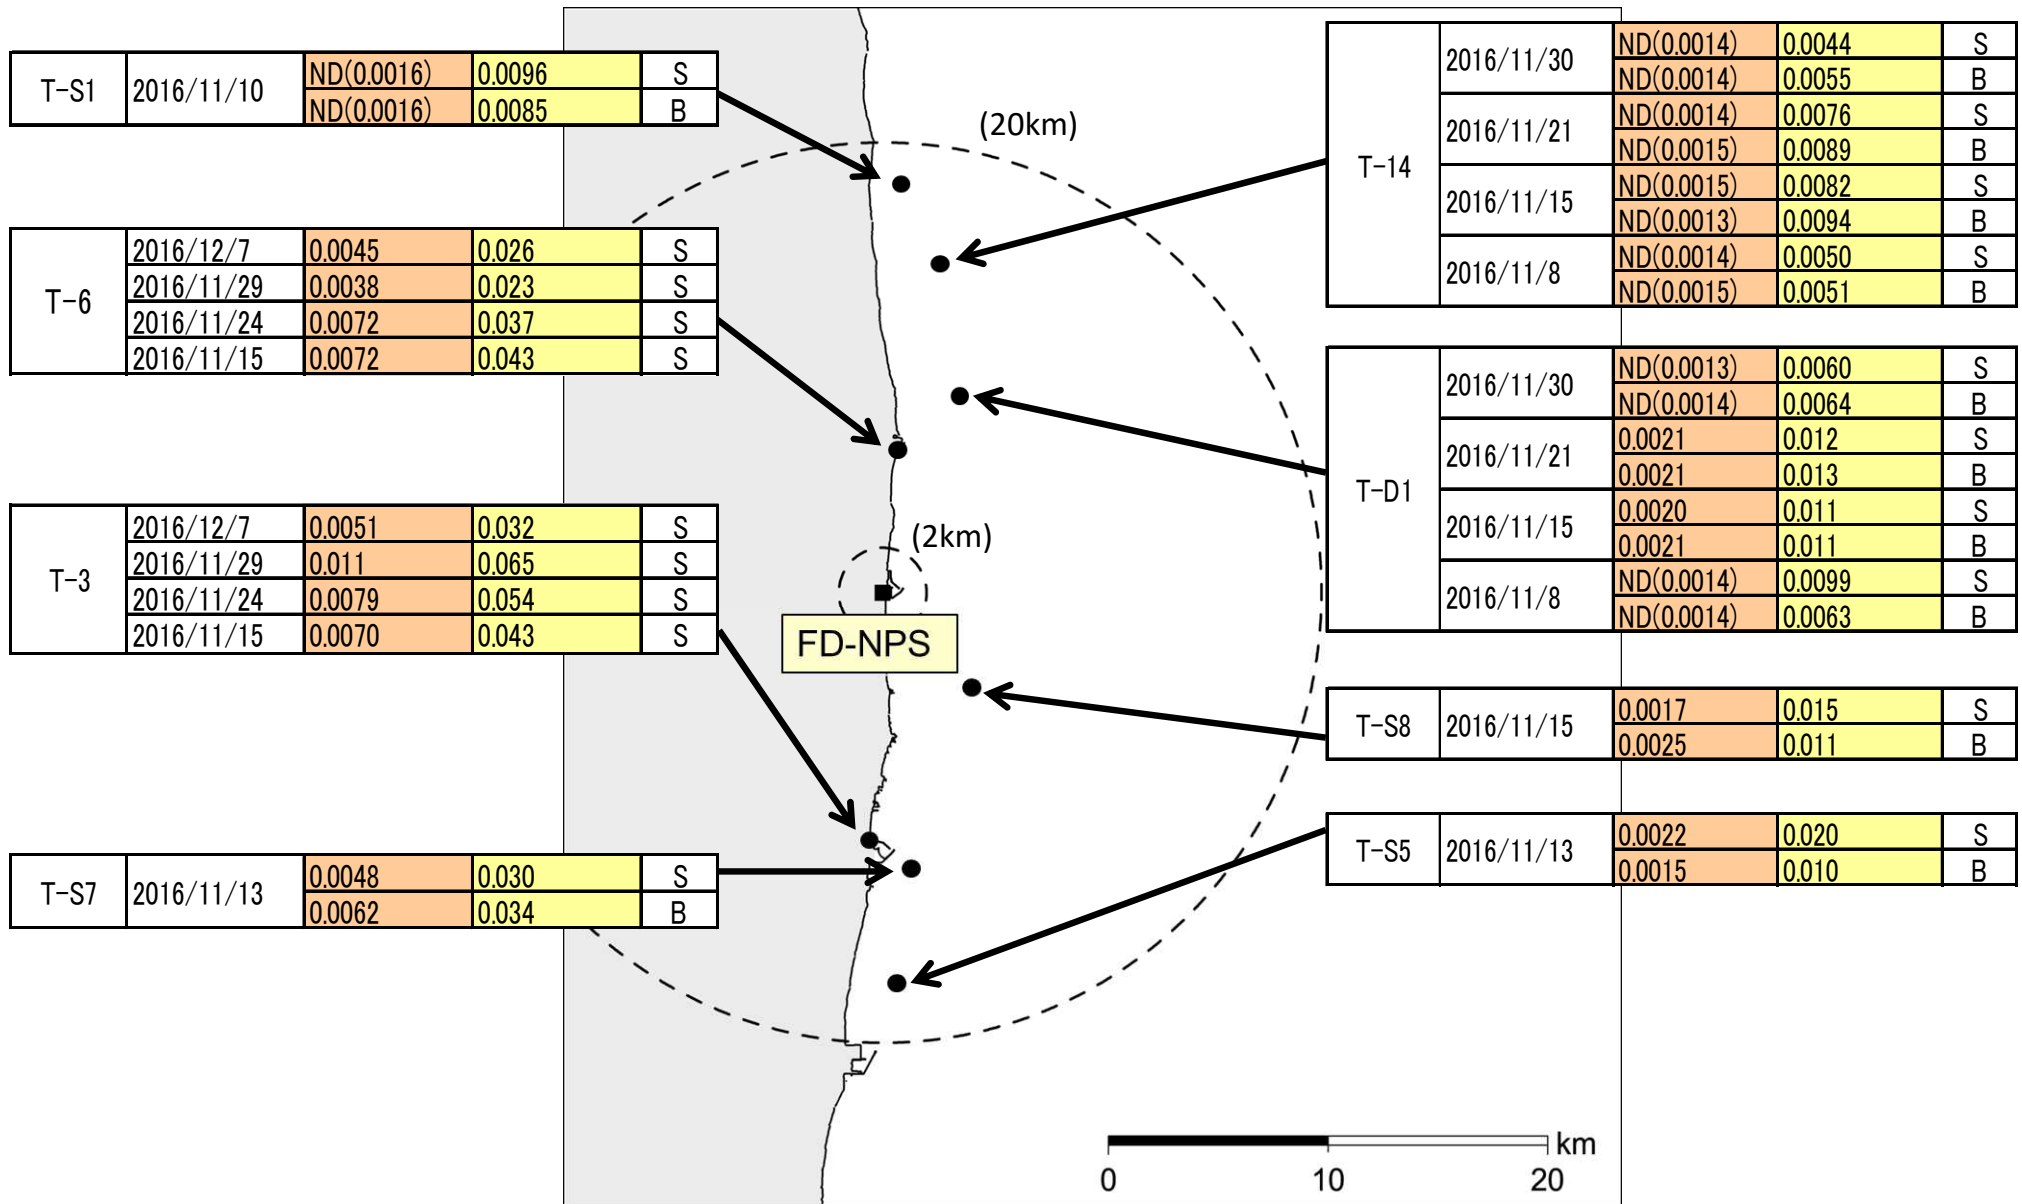 T-S1 2016/11/10 ND(0.0016) 0.0096 S
ND(0.0016) 0.0085 B
T-6 2016/12/7 0.0045 0.026 S
2016/11/29 0.0038 0.023 S
2016/11/24 0.0072 0.037 S
2016/11/15 0.0072 0.043 S
T-3 2016/12/7 0.0051 0.032 S
2016/11/29 0.011 0.065 S
2016/11/24 0.0079 0.054 S
2016/11/15 0.0070 0.043 S
T-S7 2016/11/13 0.0048 0.030 S
0.0062 0.034 B
(20km)
(2km)
FD-NPS
T-14 2016/11/30 ND(0.0014) 0.0044 S
ND(0.0014) 0.0055 B
2016/11/21 ND(0.0014) 0.0076 S
ND(0.0015) 0.0089 B
2016/11/15 ND(0.0015) 0.0082 S
ND(0.0013) 0.0094 B
2016/11/8 ND(0.0014) 0.0050 S
ND(0.0015) 0.0051 B
T-D1 2016/11/30 ND(0.0013) 0.0060 S
ND(0.0014) 0.0064 B
2016/11/21 0.0021 0.012 S
0.0021 0.013 B
2016/11/15 0.0020 0.011 S
0.0021 0.011 B
2016/11/8 ND(0.0014) 0.0099 S
ND(0.0014) 0.0063 B
T-S8 2016/11/15 0.0017 0.015 S
0.0025 0.011 B
T-S5 2016/11/13 0.0022 0.020 S
0.0015 0.010 B
km
0 10 20